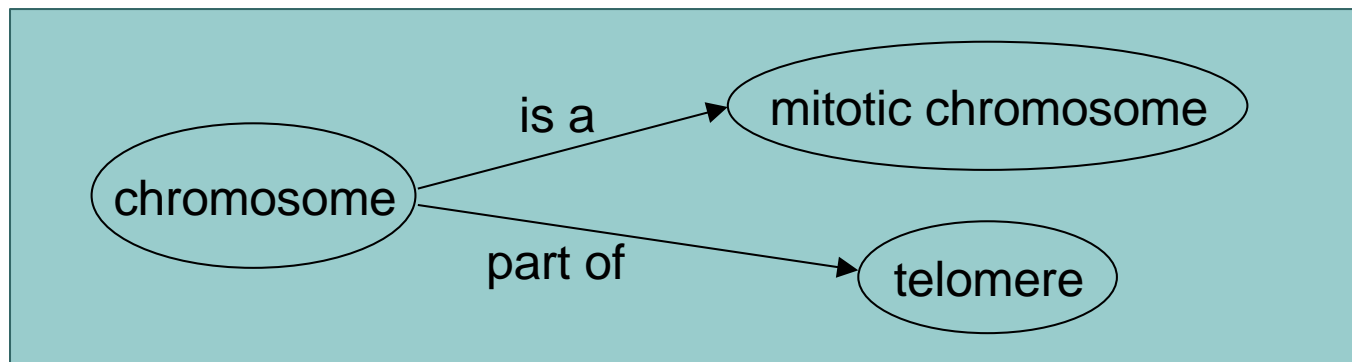 mitotic chromosome
is a
chromosome
part of
telomere